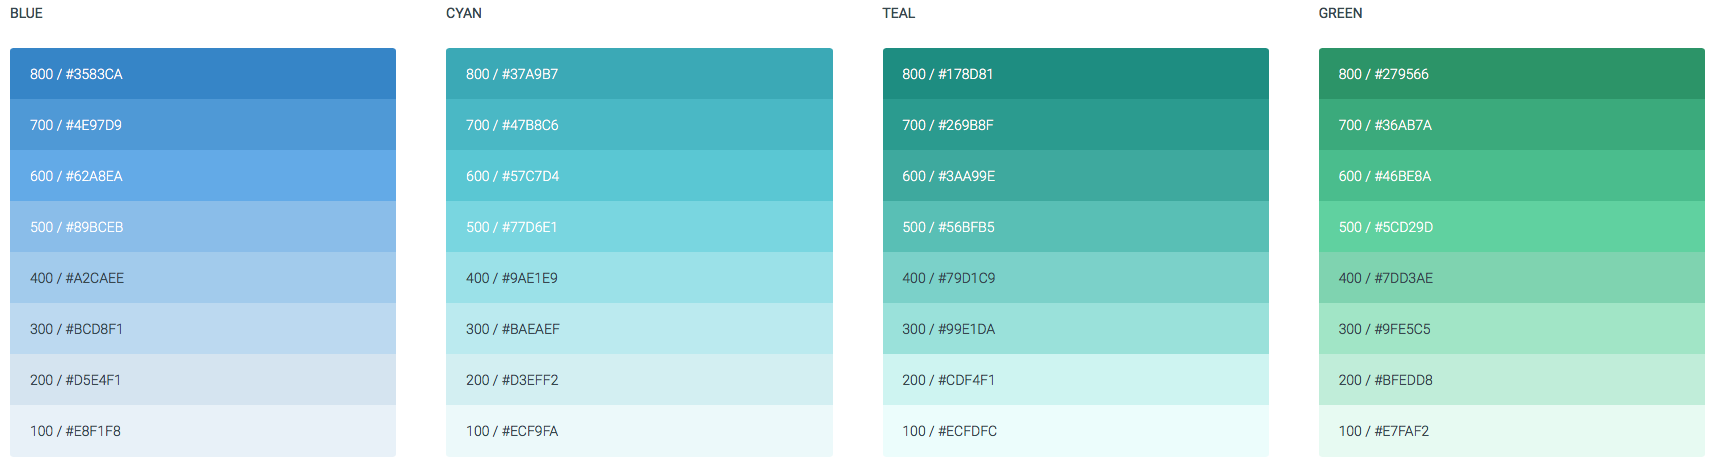 BLUE
800 / #3583CA
700 / #4E97D9
600 / #62A8EA
500 / #89BCEB
400 / #A2CAEE
300 / #BCD8F1
200 / #D5E4F1
100 / #E8F1F8
CYAN
800 / #37A9B7
700 / #47B8C6
600 / #57C7D4
500 / #77D6E1
400 / #9AE1E9
300 / #BAEAEF
200 / #D3EFF2
100 / #ECF9FA
TEAL
800 / #178D81
700 / #269B8F
600 / #3AA99E
500 / #56BFB5
400 / #79D1C9
300 / #99E1DA
200 / #CDF4F1
100 / #ECFDFC
GREEN
800 / #279566
700 / #36AB7A
600 / #46BE8A
500 / #5CD29D
400 / #7DD3AE
300 / #9FE5C5
200 / #BFEDD8
100 / #E7FAF2